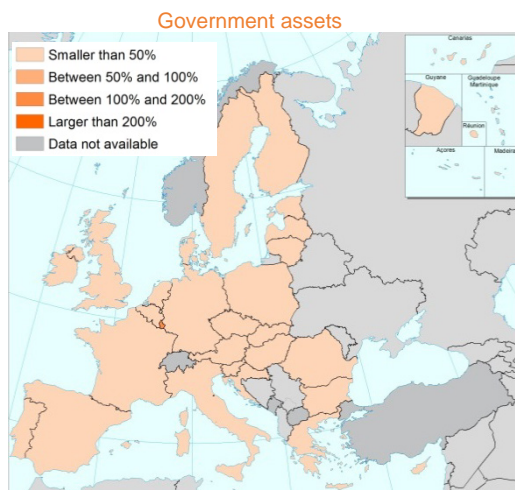 Government assets
Smaller than 50%
Between 50% and 100%
Between 100% and 200%
Larger than 200%
Data not available
Canarias
Guyane
Guadeloupe
Martinique
Réunion
Açores
Madeira